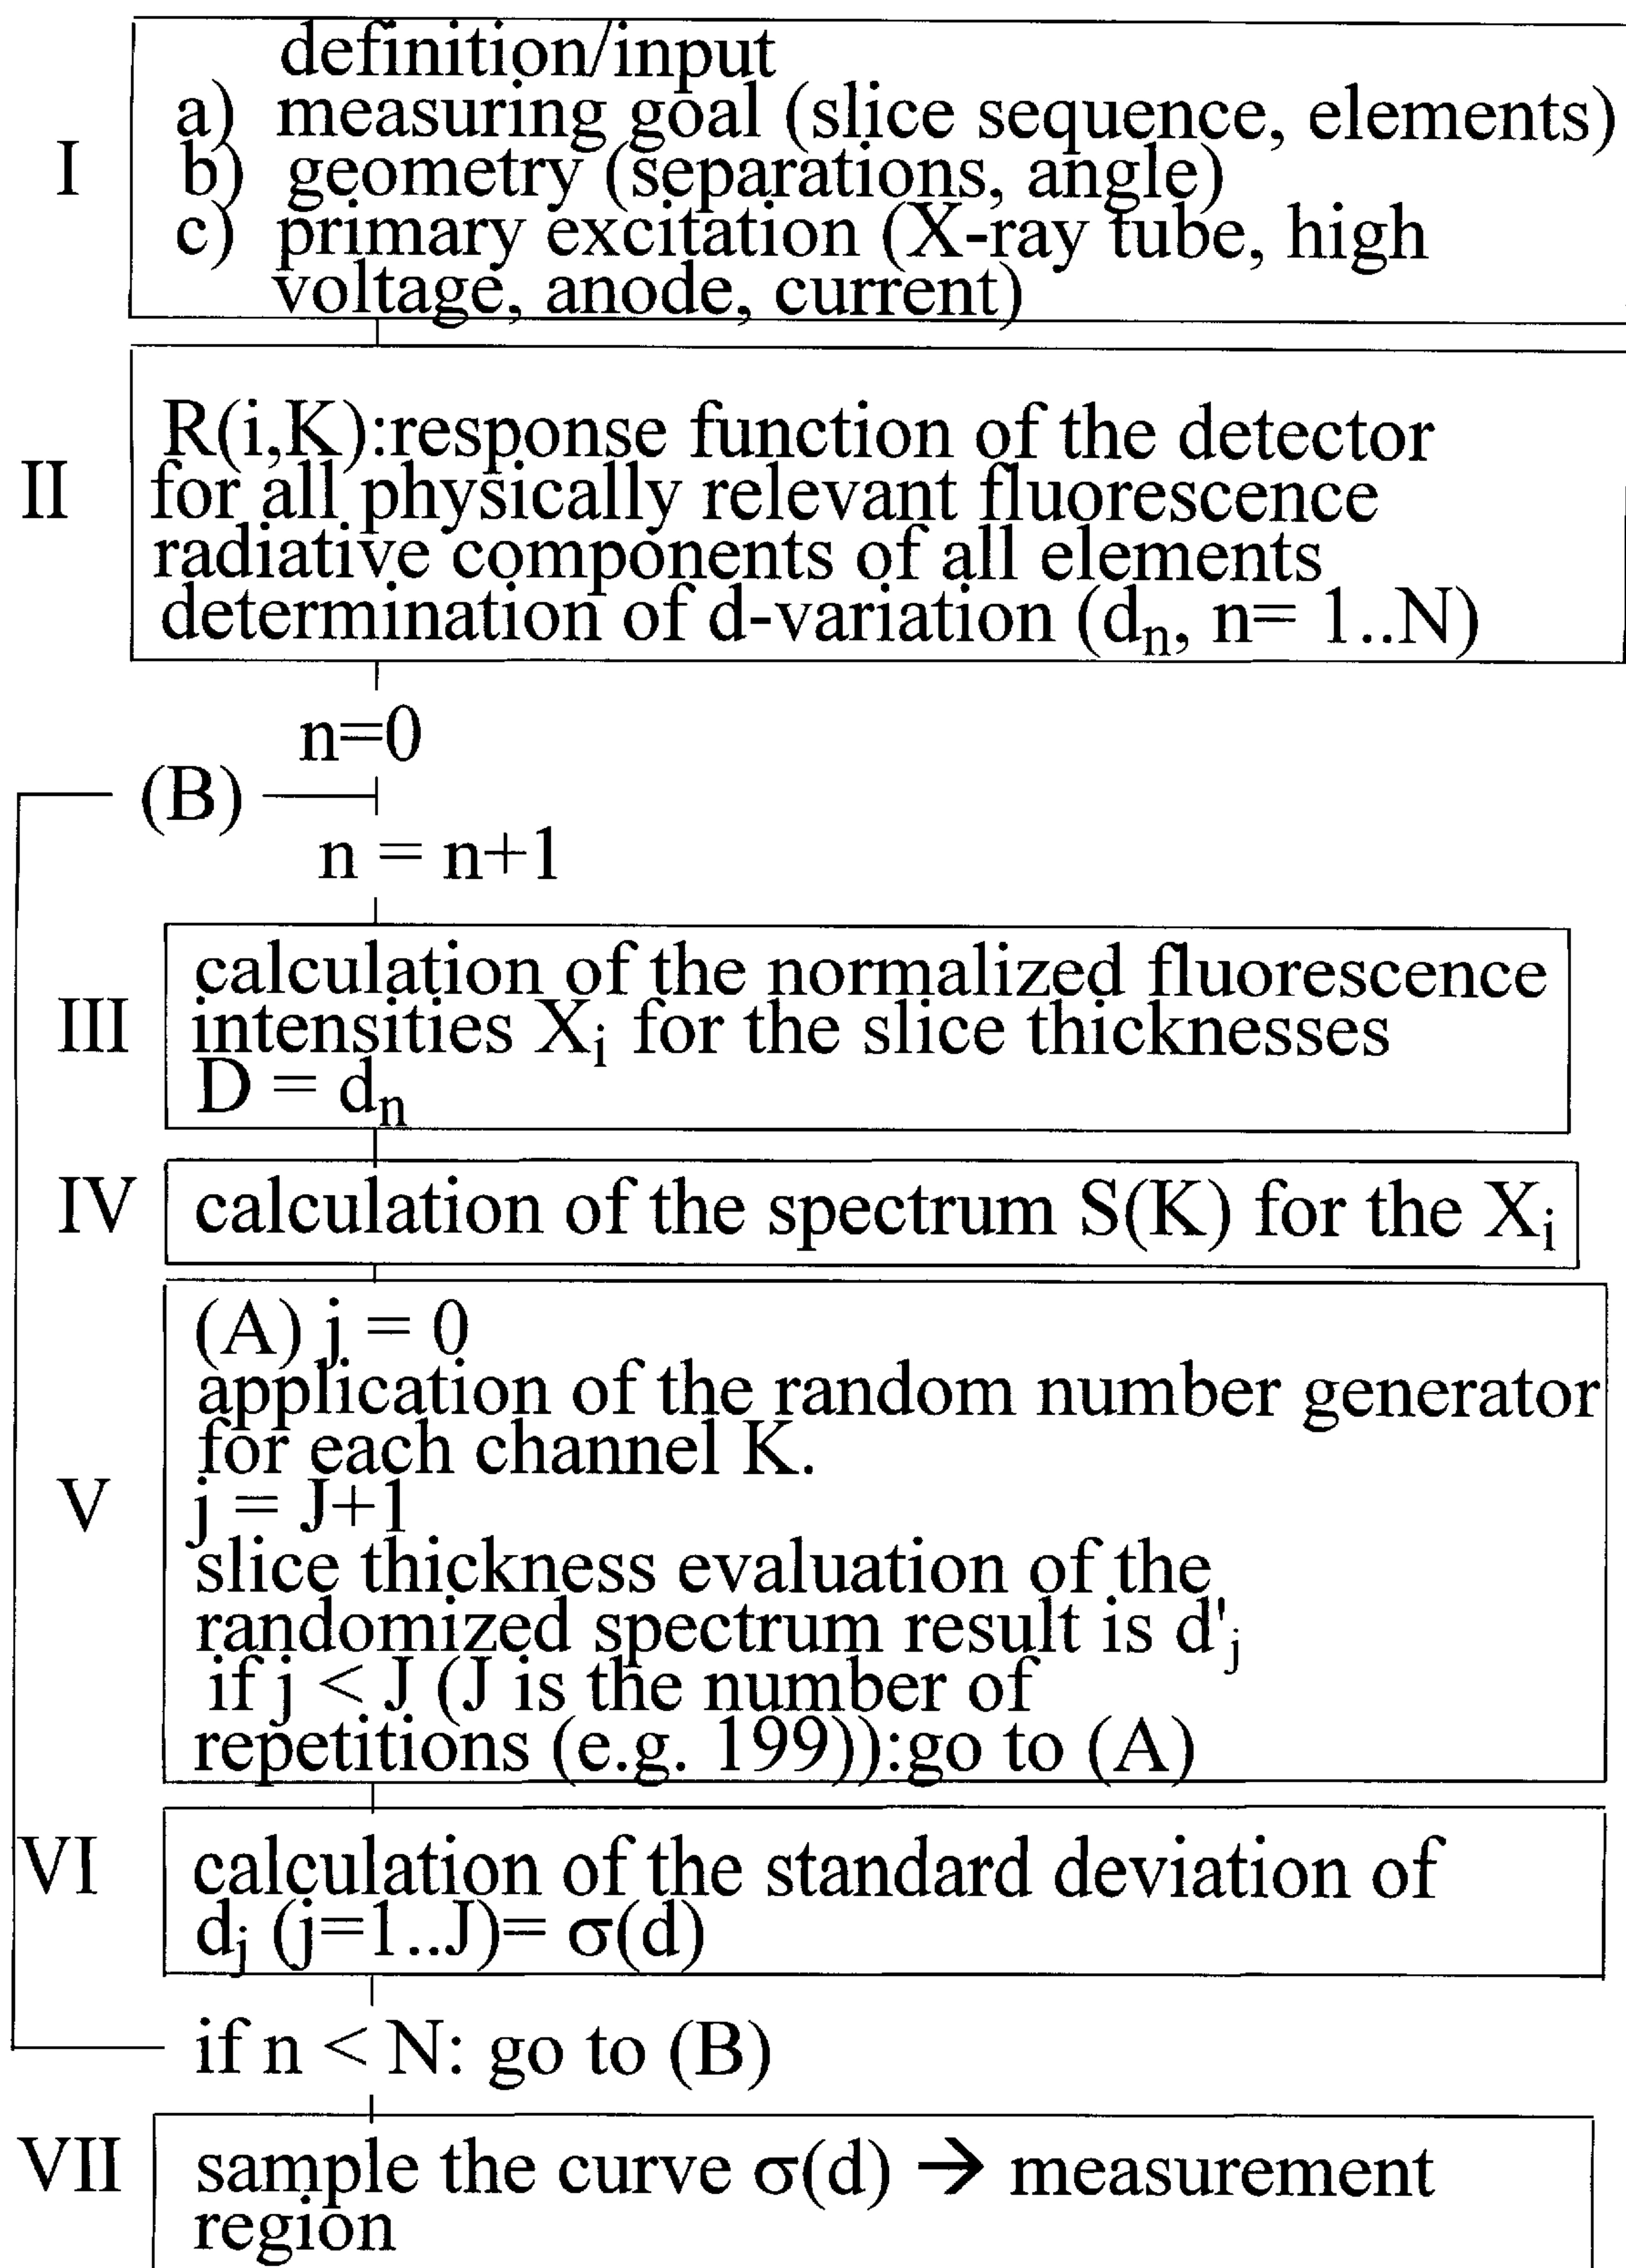 definition/input
a) measuring goal (slice sequence, elements)
I
b) geometry (separations, angle)
c) primary excitation (X-ray tube, high
voltage, anode, current)
R(i,K):response function of the detector
II
for all physically relevant fluorescence
radiative components of all elements
determination of d-variation (dn, n= 1..N)
n=0
(B)
n = n+1
calculation of the normalized fluorescence
III
intensities Xi for the slice thicknesses
D = dn
IV
calculation of the spectrum S(K) for the Xi
(A) j = 0
application of the random number generator
for each channel K.
V
j = J+1
slice thickness evaluation of the
randomized spectrum result is d'j
if j < J (J is the number of
repetitions (e.g. 199)):go to (A)
VI
calculation of the standard deviation of
dj (j=1..J)= σ(d)
if n < N: go to (B)
VII
sample the curve σ(d) → measurement
region